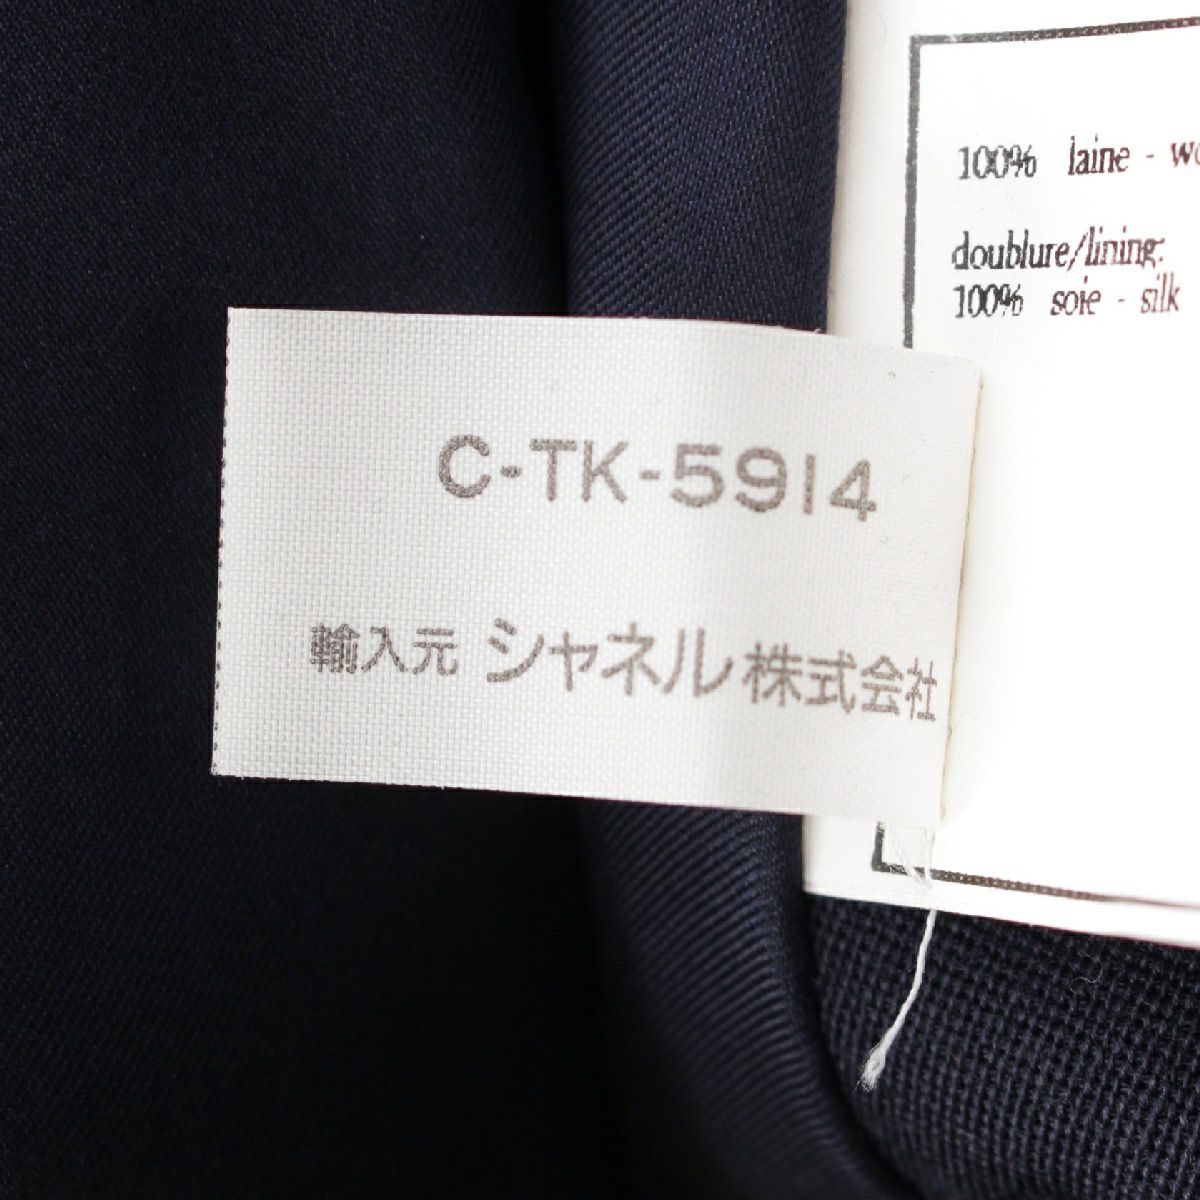 100% laine -
doublure/lining:
100% soie - silk
C-TK-5914
輸入元 シャネル株式会社